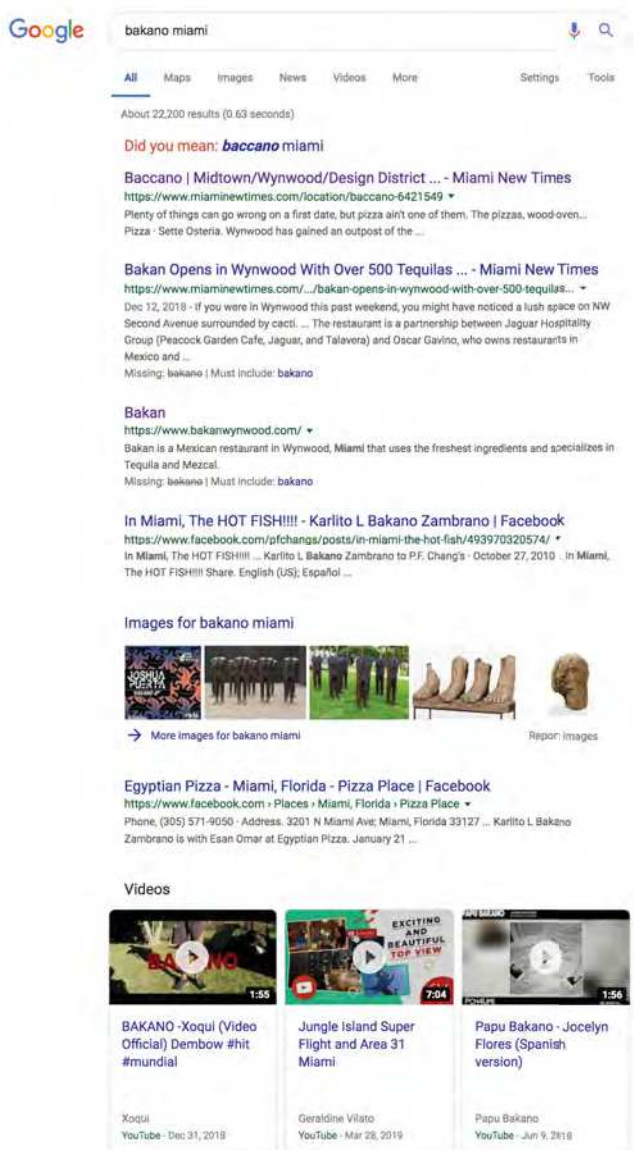 Google
bakano miami
All Maps Images News Videos More Settings Tools
About 22,200 results (0.63 seconds)
Did you mean: baccano miami
Baccano | Midtown/Wynwood/Design District ... - Miami New Times
https://www.miaminewtimes.com/location/baccano-6421549
Plenty of things can go wrong on a first date, but pizza ain't one of them. The pizzas, wood-oven...
Pizza · Sette Osteria. Wynwood has gained an outpost of the ...
Bakan Opens in Wynwood With Over 500 Tequilas ... - Miami New Times
https://www.miaminewtimes.com/.../bakan-opens-in-wynwood-with-over-500-tequilas...
Dec 12, 2018 - If you were in Wynwood this past weekend, you might have noticed a lush space on NW
Second Avenue surrounded by cacti. ... The restaurant is a partnership between Jaguar Hospitality
Group (Peacock Garden Cafe, Jaguar, and Talavera) and Oscar Gavino, who owns restaurants in
Mexico and ...
Missing: bakano | Must include: bakano
Bakan
https://www.bakanwynwood.com/
Bakan is a Mexican restaurant in Wynwood, Miami that uses the freshest ingredients and specializes in
Tequila and Mezcal.
Missing: bakano | Must include: bakano
In Miami, The HOT FISH!!!! - Karlito L Bakano Zambrano | Facebook
https://www.facebook.com/pfchangs/posts/in-miami-the-hot-fish/493970320574/
In Miami, The HOT FISH!!!! ... Karlito L Bakano Zambrano to P.F. Chang's · October 27, 2010 · In Miami,
The HOT FISH!!!! Share. English (US); Español ...
Images for bakano miami
JOSHUA
PUERTA
More images for bakano miami
Report images
Egyptian Pizza - Miami, Florida - Pizza Place | Facebook
https://www.facebook.com › Places › Miami, Florida › Pizza Place
Phone, (305) 571-9050 · Address. 3201 N Miami Ave; Miami, Florida 33127 ... Karlito L Bakano
Zambrano is with Esan Omar at Egyptian Pizza. January 21 ...
Videos
BAKANO
1:55
EXCITING
AND
BEAUTIFUL
TOP VIEW
7:04
PAPU BAKANO
1:56
BAKANO -Xoqui (Video Jungle Island Super Papu Bakano - Jocelyn
Official) Dembow #hit Flight and Area 31 Flores (Spanish
#mundial Miami version)
Xoqui Geraldine Vilato Papu Bakano
YouTube · Dec 31, 2018 YouTube · Mar 28, 2019 YouTube · Jun 9, 2018